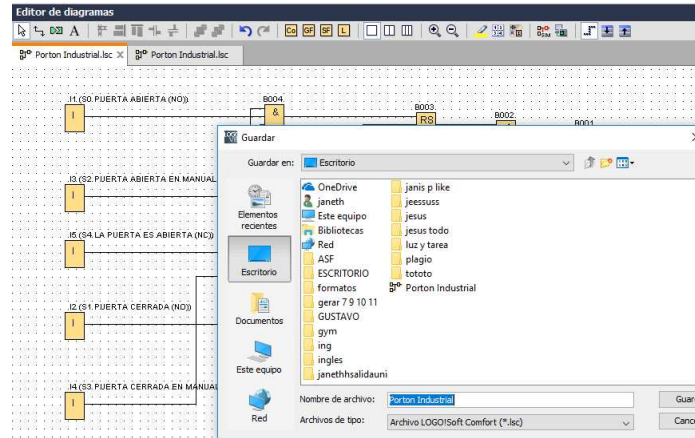 Editor de diagramas
A
Co GF SF L
Porton Industrial.lsc
Porton Industrial.lsc
I1 (S0.PUERTA ABIERTA (NO))
I
B004
&
B003
RS
B002
B001
I3 (S2.PUERTA ABIERTA EN MANUAL
I
I5 (S4.LA PUERTA ES ABIERTA (NC))
I
I2 (S1.PUERTA CERRADA (NO))
I
I4 (S3.PUERTA CERRADA EN MANUAL
I
Guardar
Guardar en:
Escritorio
Elementos
recientes
Escritorio
Documentos
Este equipo
Red
OneDrive
janeth
Este equipo
Bibliotecas
Red
ASF
ESCRITORIO
formatos
gerar 7 9 10 11
GUSTAVO
gym
ing
ingles
janethhsalidauni
janis p like
jeessuss
jesus
jesus todo
luz y tarea
plagio
tototo
Porton Industrial
Nombre de archivo:
Porton Industrial
Guar
Archivos de tipo:
Archivo LOGO!Soft Comfort (*.lsc)
Canc